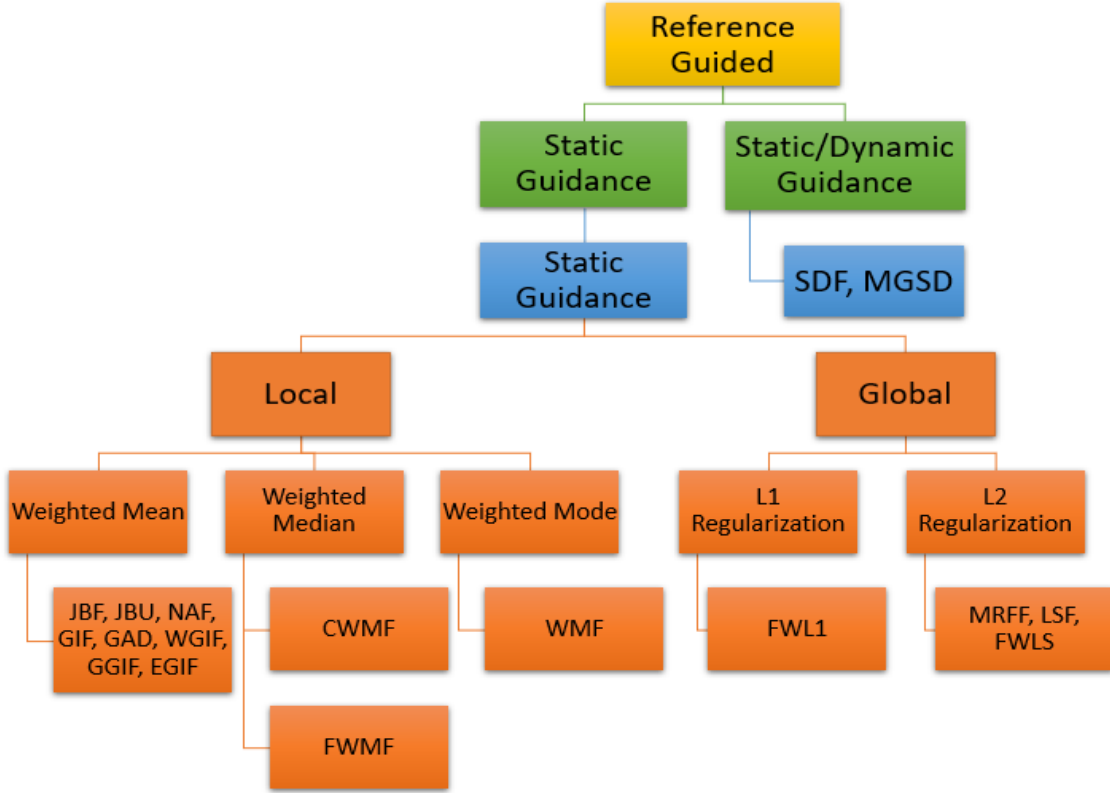 Reference
Guided
Static
Guidance
Static/Dynamic
Guidance
Static
Guidance
SDF, MGSD
Local
Global
Weighted Mean
Weighted
Median
Weighted Mode
L1
Regularization
L2
Regularization
JBF, JBU, NAF,
GIF, GAD, WGIF,
GGIF, EGIF
CWMF
WMF
FWL1
MRFF, LSF,
FWLS
FWMF